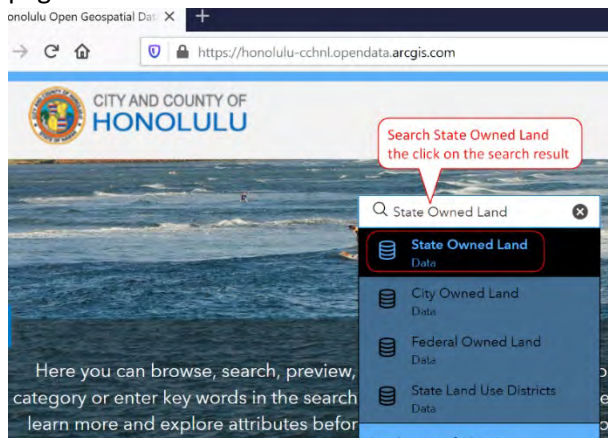 onolulu Open Geospatial Dat
https://honolulu-cchnl.opendata.arcgis.com
CITY AND COUNTY OF
HONOLULU
Search State Owned Land
the click on the search result
State Owned Land
State Owned Land
Data
City Owned Land
Data
Federal Owned Land
Data
State Land Use Districts
Data
Here you can browse, search, preview,
category or enter key words in the search
learn more and explore attributes befor